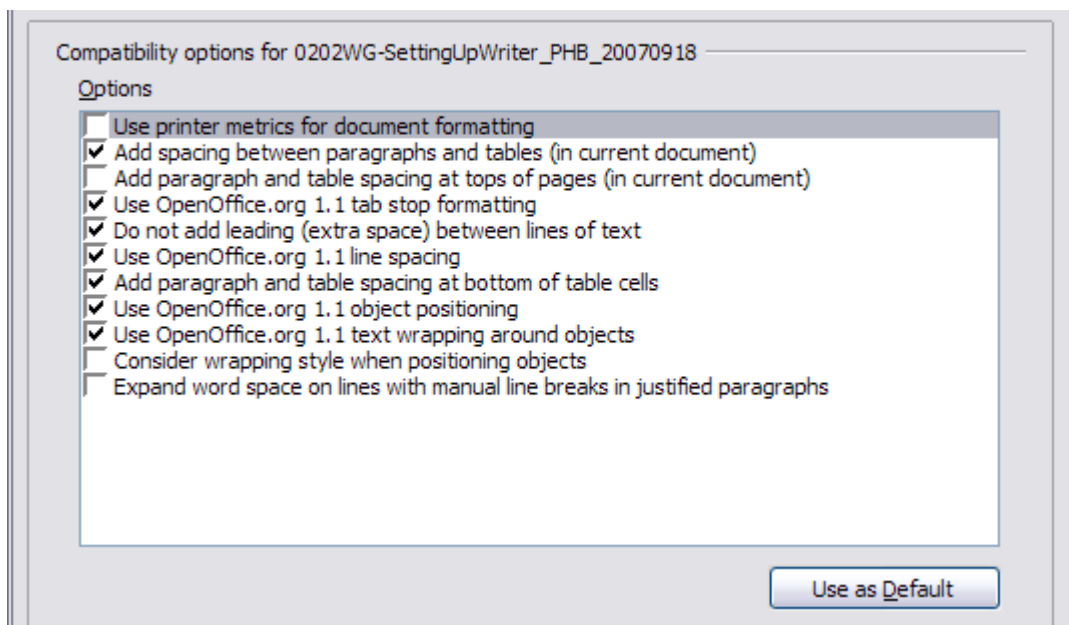 Compatibility options for 0202WG-SettingUpWriter_PHB_20070918
Options
Use printer metrics for document formatting
Add spacing between paragraphs and tables (in current document)
Add paragraph and table spacing at tops of pages (in current document)
Use OpenOffice.org 1.1 tab stop formatting
Do not add leading (extra space) between lines of text
Use OpenOffice.org 1.1 line spacing
Add paragraph and table spacing at bottom of table cells
Use OpenOffice.org 1.1 object positioning
Use OpenOffice.org 1.1 text wrapping around objects
Consider wrapping style when positioning objects
Expand word space on lines with manual line breaks in justified paragraphs
Use as Default